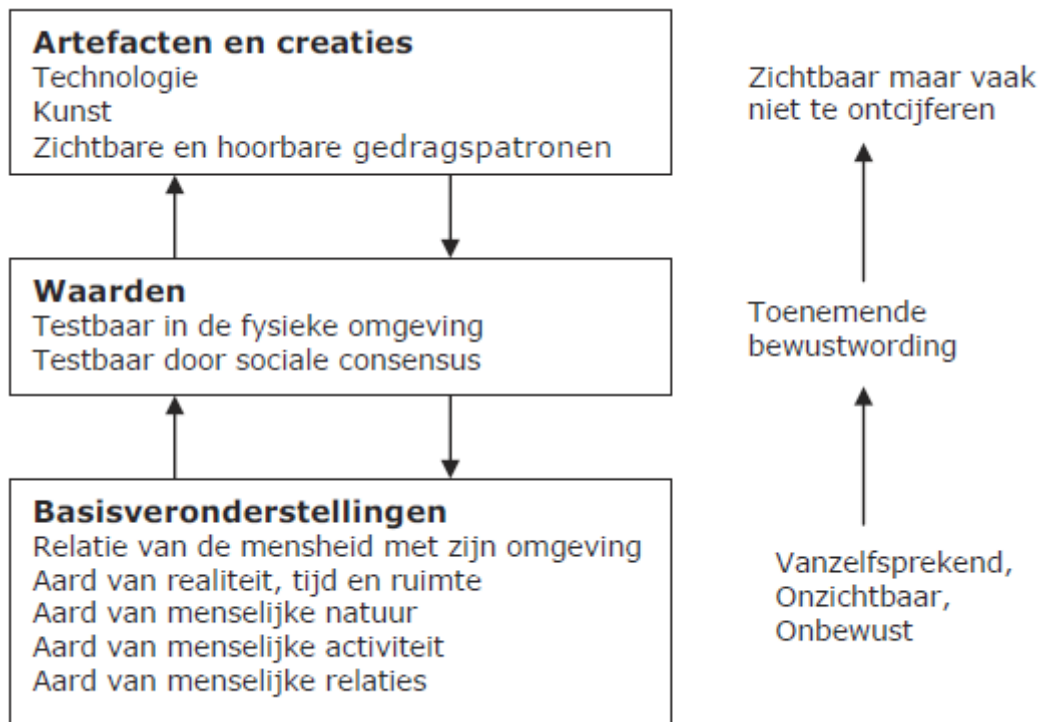 Artefacten en creaties
Technologie
Kunst
Zichtbare en hoorbare gedragspatronen
Zichtbaar maar vaak
niet te ontcijferen
Waarden
Testbaar in de fysieke omgeving
Testbaar door sociale consensus
Toenemende
bewustwording
Basisveronderstellingen
Relatie van de mensheid met zijn omgeving
Aard van realiteit, tijd en ruimte
Aard van menselijke natuur
Aard van menselijke activiteit
Aard van menselijke relaties
Vanzelfsprekend,
Onzichtbaar,
Onbewust